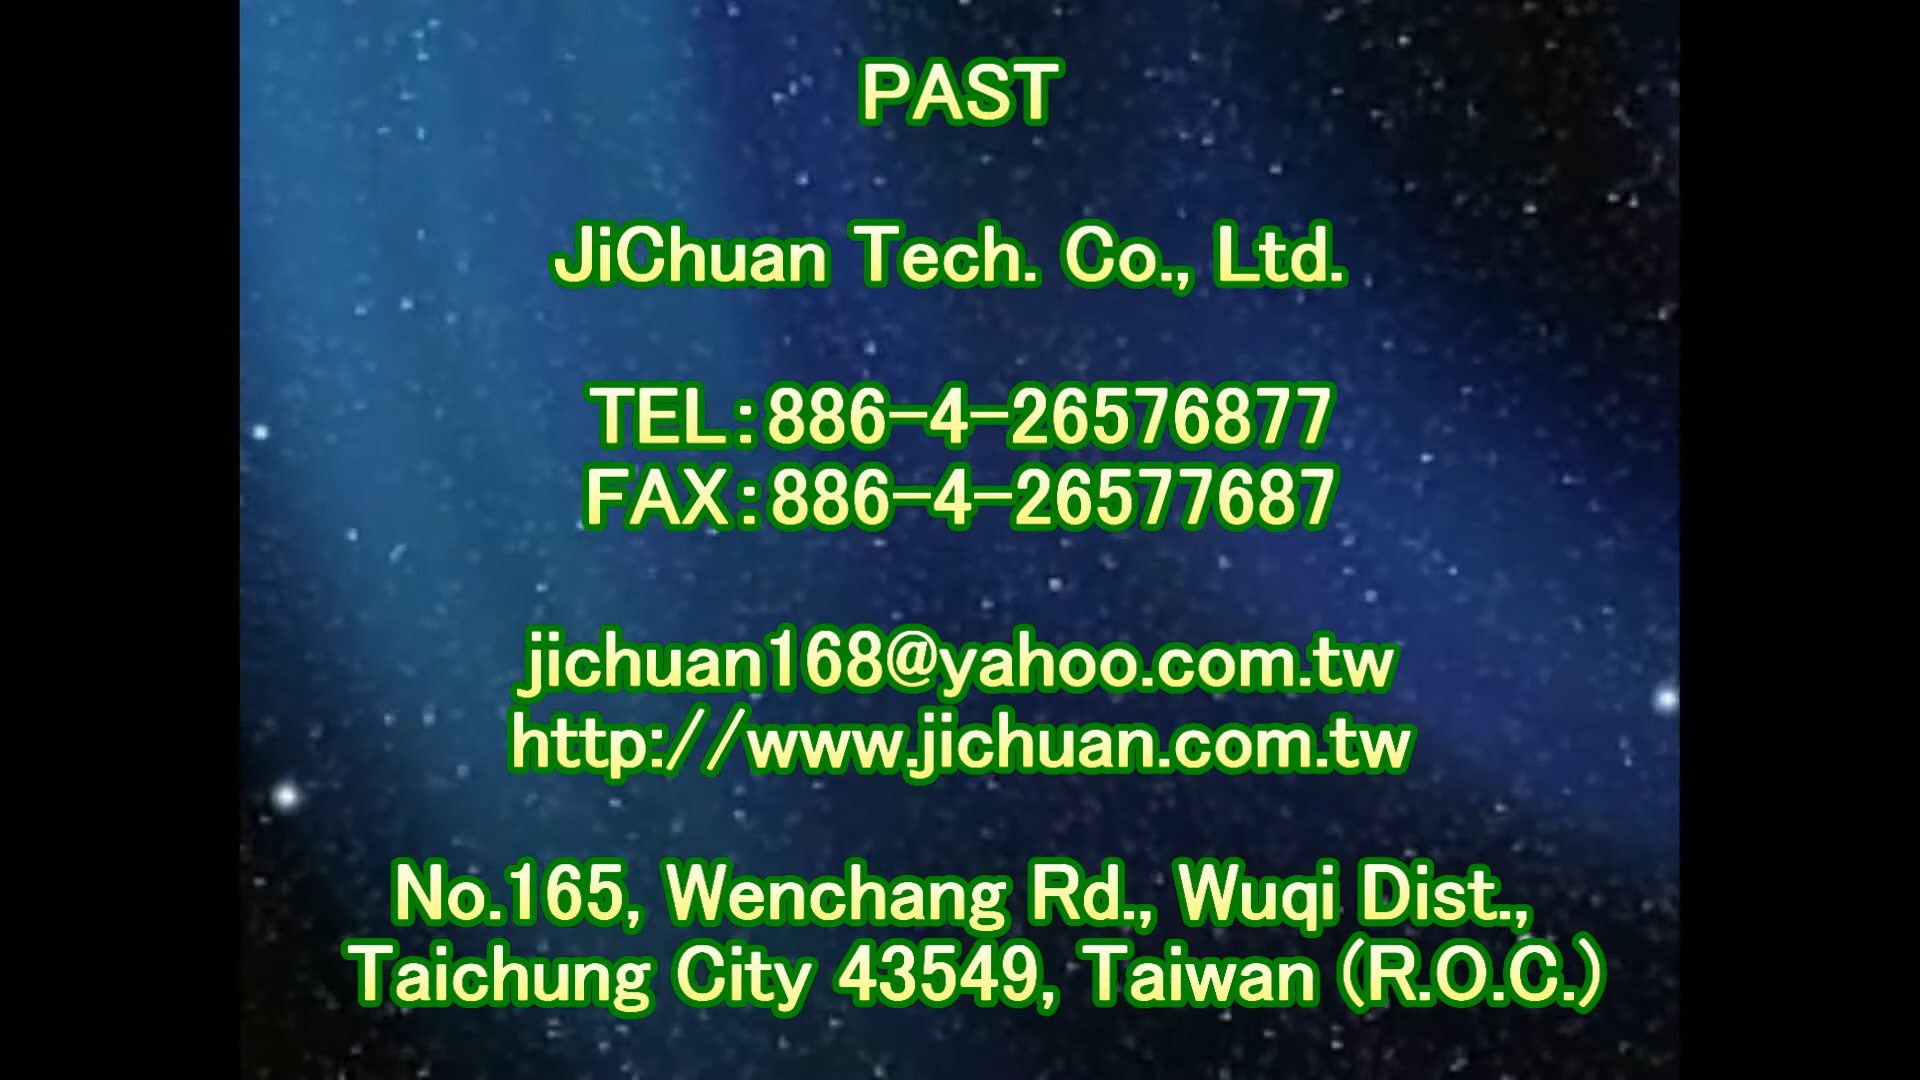 PAST
JiChuan Tech. Co., Ltd.
TEL:886-4-26576877
FAX:886-4-26577687
jichuan168@yahoo.com.tw
http://www.jichuan.com.tw
No.165, Wenchang Rd., Wuqi Dist.,
Taichung City 43549, Taiwan (R.O.C.)